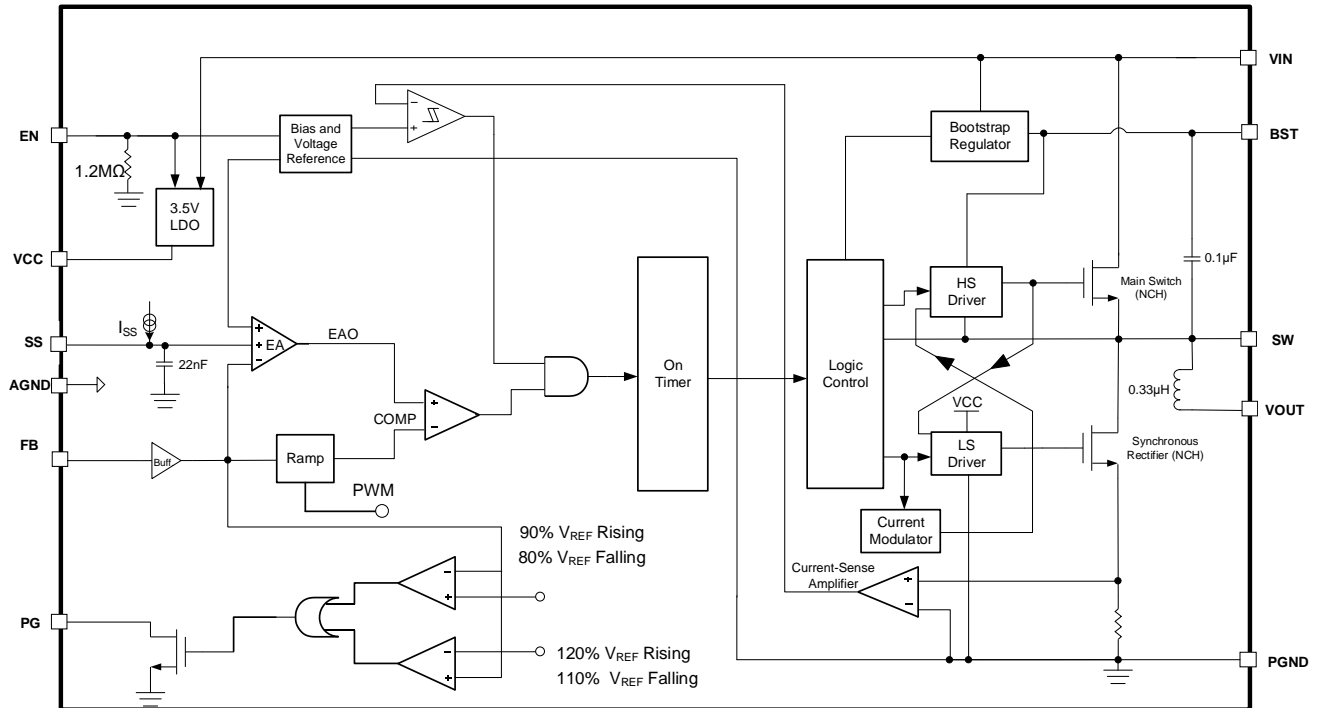 VIN
EN
Bias and
Voltage
Reference
-
+
Bootstrap
Regulator
BST
1.2MΩ
3.5V
LDO
VCC
0.1µF
HS
Driver
Main Switch
(NCH)
ISS
SS
+
+
-
EA
EAO
22nF
On
Timer
Logic
Control
SW
AGND
0.33µH
VOUT
VCC
+
-
COMP
FB
Buff
Ramp
LS
Driver
Synchronous
Rectifier (NCH)
PWM
90% VREF Rising
80% VREF Falling
Current
Modulator
Current-Sense
Amplifier
+
-
-
+
PG
-
+
120% VREF Rising
110% VREF Falling
PGND